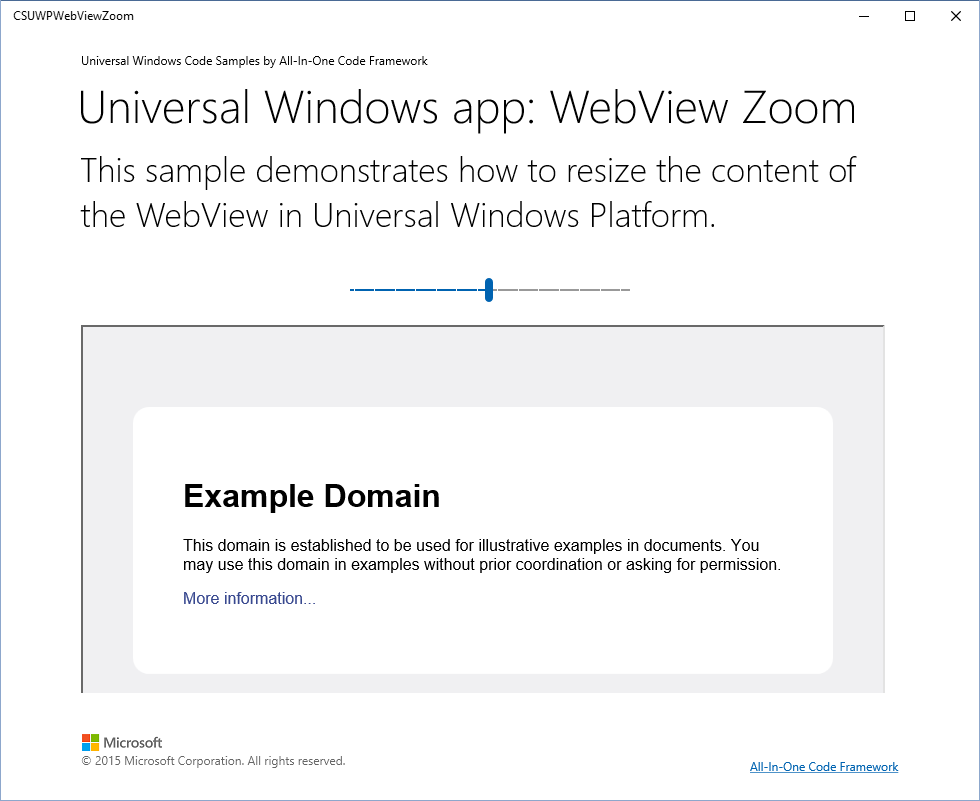 CSUWPWebViewZoom
Universal Windows Code Samples by All-In-One Code Framework
Universal Windows app: WebView Zoom
This sample demonstrates how to resize the content of
the WebView in Universal Windows Platform.
Example Domain
This domain is established to be used for illustrative examples in documents. You
may use this domain in examples without prior coordination or asking for permission.
More information...
Microsoft
© 2015 Microsoft Corporation. All rights reserved.
All-In-One Code Framework